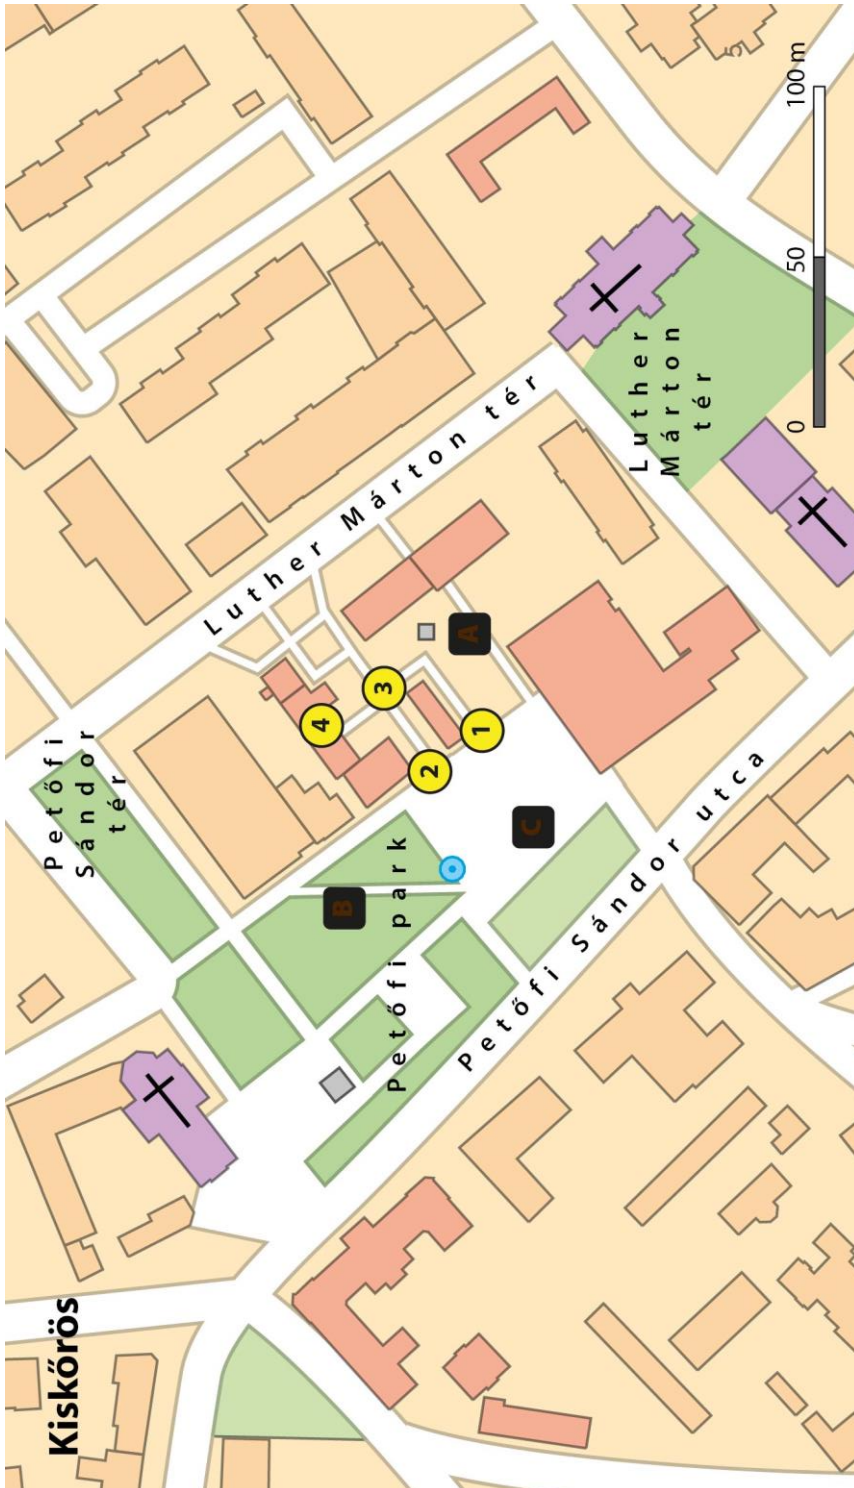 Kiskőrös
Petőfi
Sándor
tér
Luther Márton tér
4
B
3
Petőfi park
2
A
1
C
Petőfi Sándor utca
Luther
Márton
tér
0 50 100 m